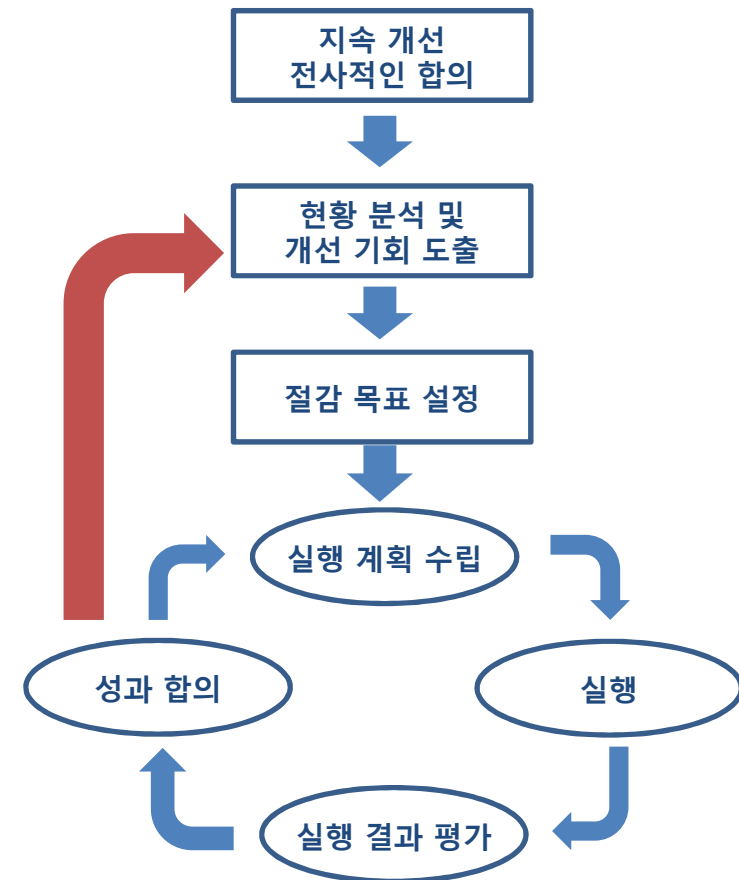 지속 개선
전사적인 합의
현황 분석 및
개선 기회 도출
절감 목표 설정
실행 계획 수립
성과 합의
실행
실행 결과 평가